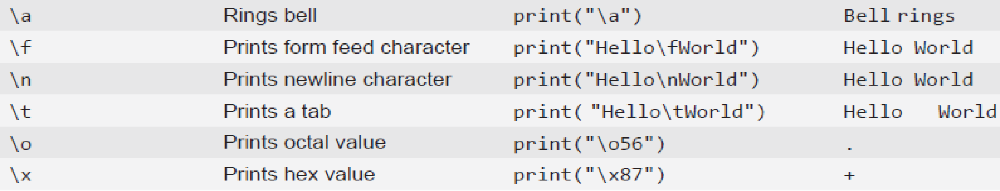 \a Rings bell print("\a") Bell rings
\f Prints form feed character print("Hello\fWorld") Hello World
\n Prints newline character print("Hello\nWorld") Hello World
\t Prints a tab print( "Hello\tWorld") Hello   World
\o Prints octal value print("\o56") .
\x Prints hex value print("\x87") +